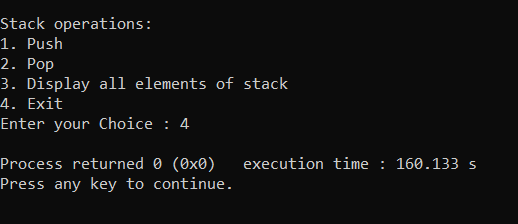 Stack operations:
1. Push
2. Pop
3. Display all elements of stack
4. Exit
Enter your Choice : 4
Process returned 0 (0x0)   execution time : 160.133 s
Press any key to continue.